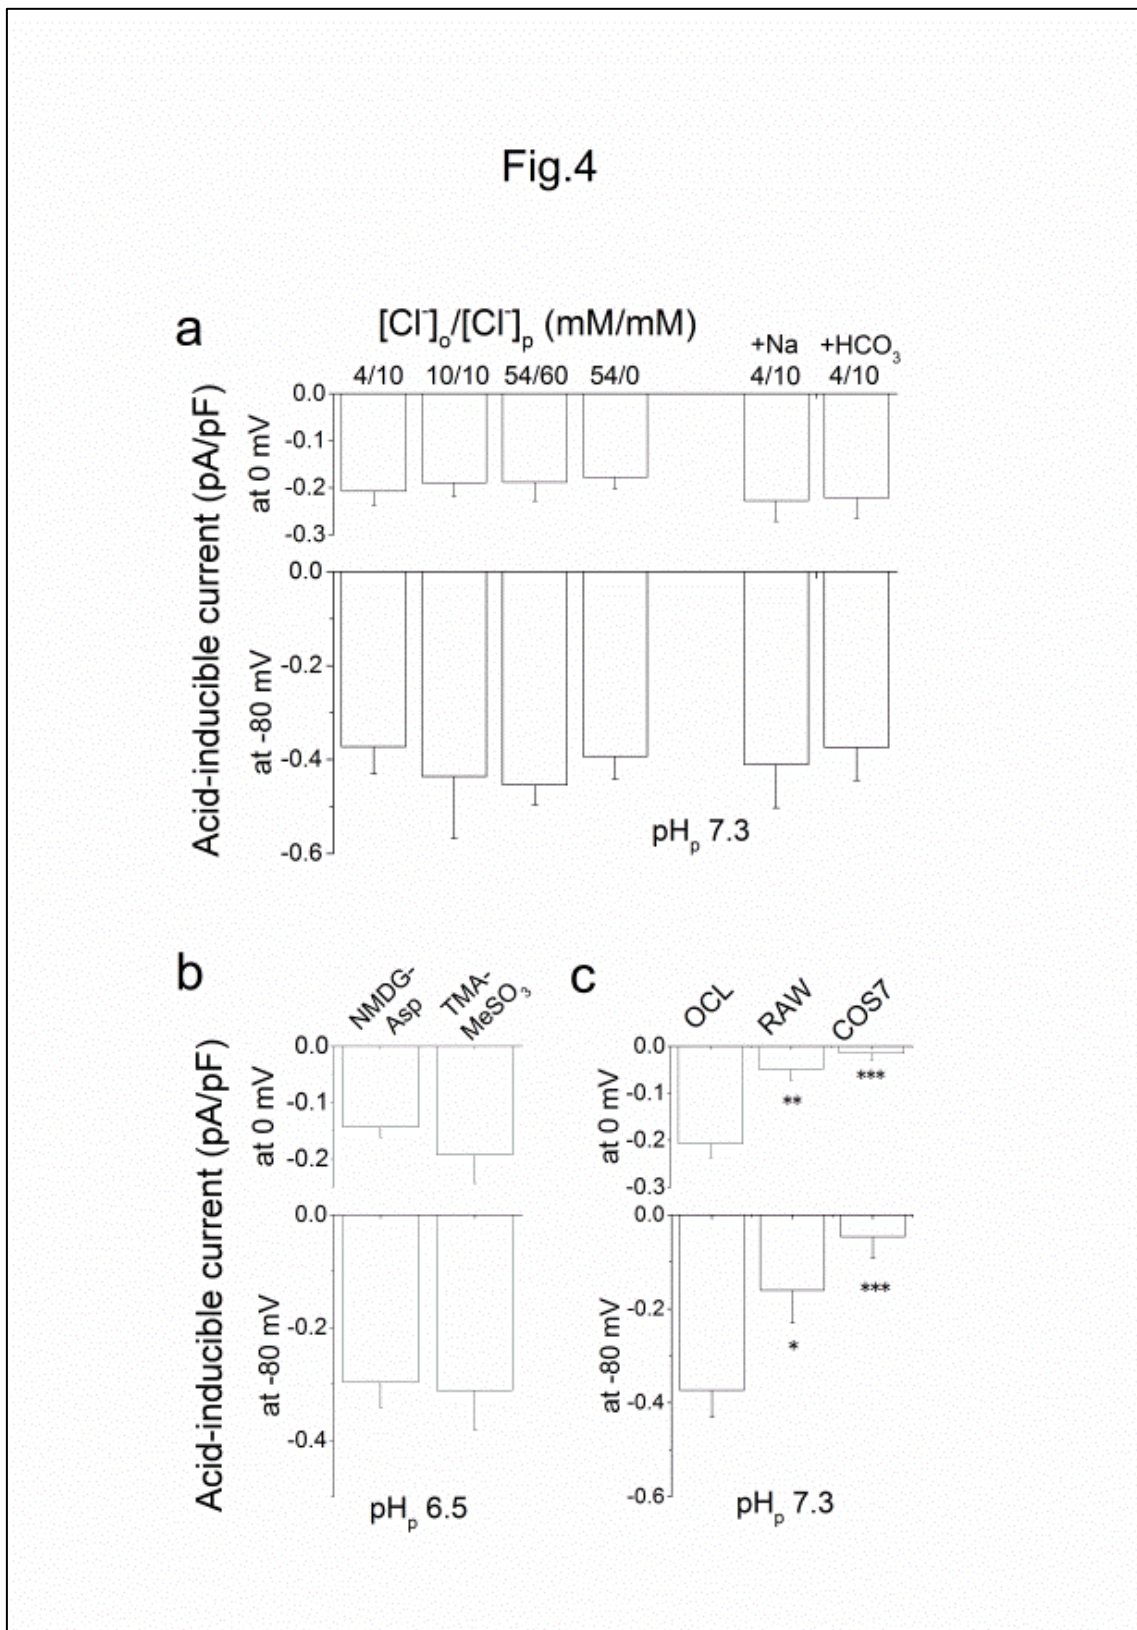 Fig.4
a
[Cl⁻]ₒ/[Cl⁻]ₚ (mM/mM)
+Na +HCO₃
4/10 10/10 54/60 54/0 4/10 4/10
Acid-inducible current (pA/pF)
at 0 mV
0.0
-0.1
-0.2
-0.3
at -80 mV
0.0
-0.2
-0.4
-0.6
pHₚ 7.3
b
NMDG-
Asp
TMA-
MeSO₃
Acid-inducible current (pA/pF)
at 0 mV
0.0
-0.1
-0.2
at -80 mV
0.0
-0.2
-0.4
pHₚ 6.5
c
OCL
RAW
COS7
at 0 mV
0.0
-0.1
-0.2
-0.3
**
***
at -80 mV
0.0
-0.2
-0.4
-0.6
*
***
pHₚ 7.3